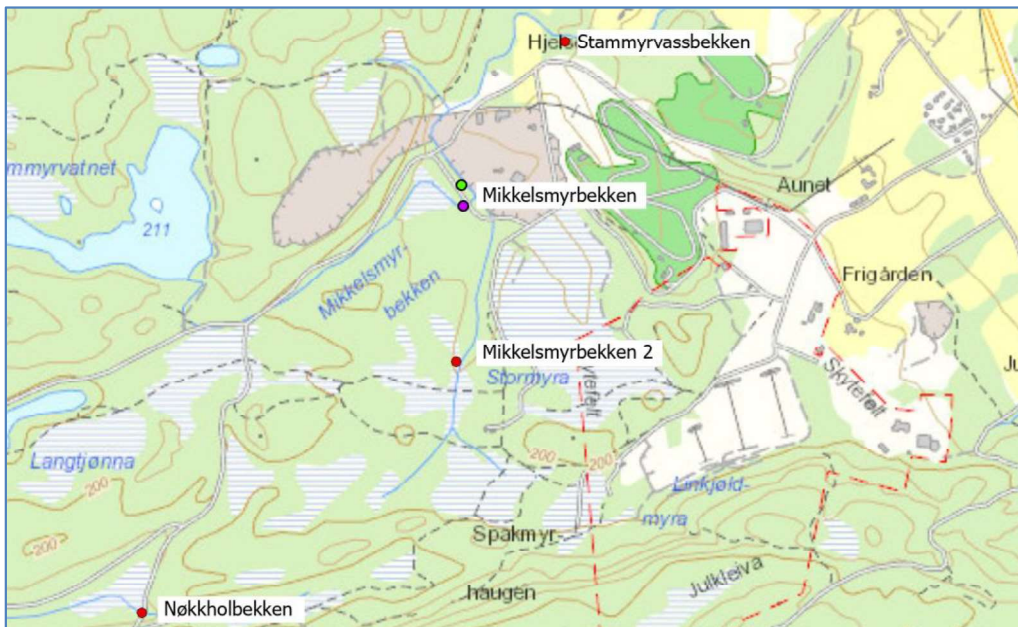 Stammyrvassbekken
mmyrvatnet
211
Mikkelsmyrbekken
Aunet
Mikkelsmyr-
bekken
Frigården
Mikkelsmyrbekken 2
Stormyra
Skytefelt
Langtjønna
200
200
200
Linkjøld-
myra
200
Spakmyr-
haugen
Julkleiva
Nøkkholbekken